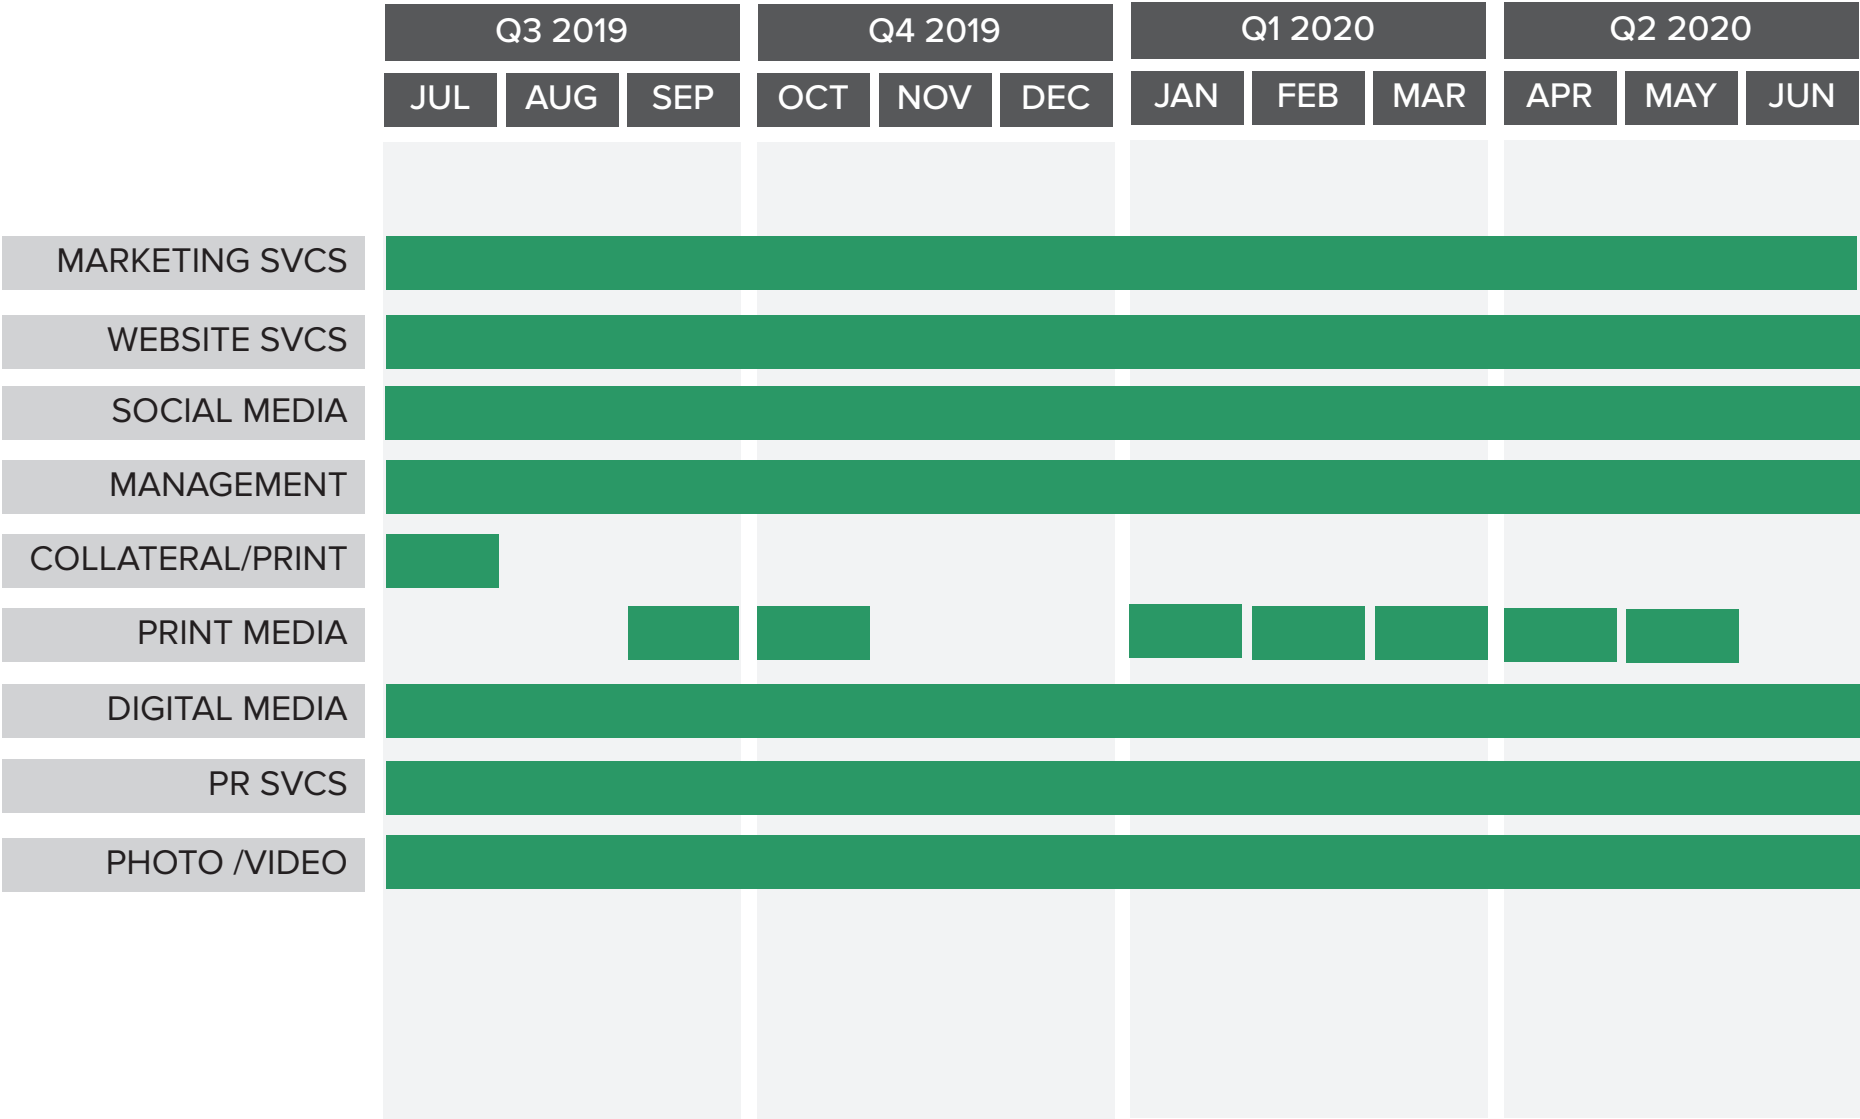 Q3 2019 Q4 2019 Q1 2020 Q2 2020
JUL AUG SEP OCT NOV DEC JAN FEB MAR APR MAY JUN
MARKETING SVCS
WEBSITE SVCS
SOCIAL MEDIA
MANAGEMENT
COLLATERAL/PRINT
PRINT MEDIA
DIGITAL MEDIA
PR SVCS
PHOTO /VIDEO